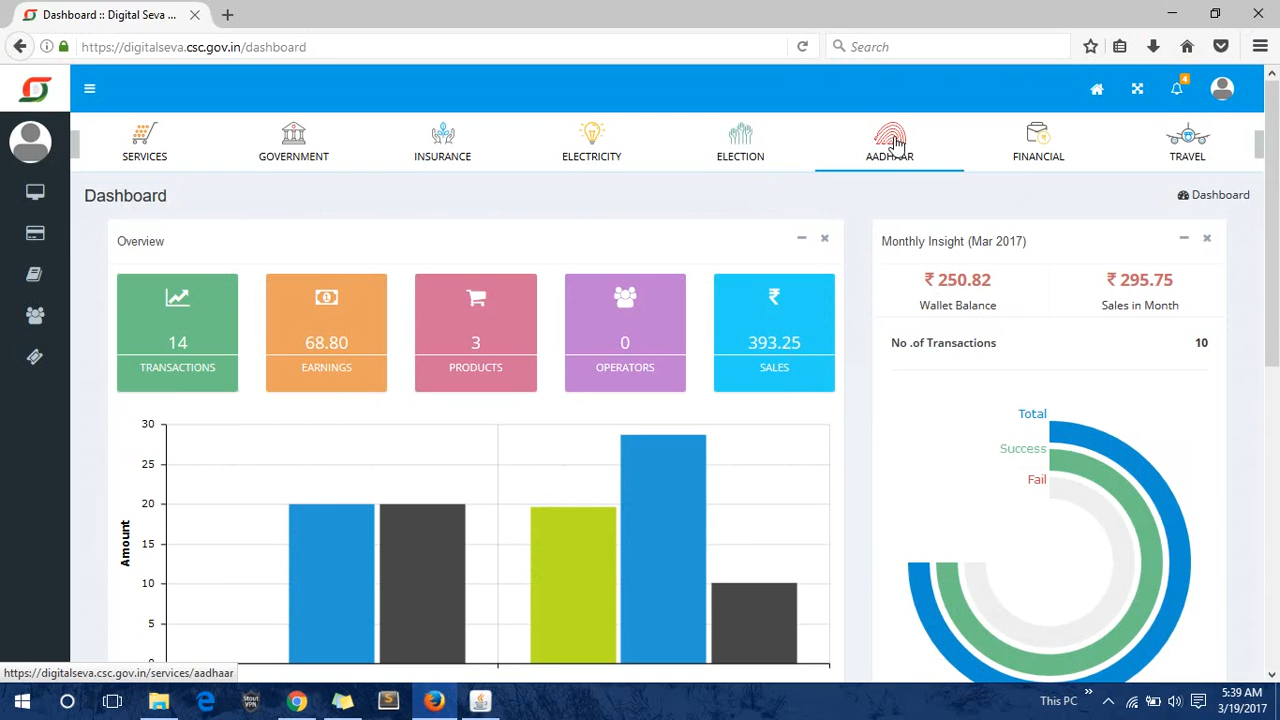 Dashboard :: Digital Seva ...
https://digitalseva.csc.gov.in/dashboard
Search
4
SERVICES
GOVERNMENT
INSURANCE
ELECTRICITY
ELECTION
AADHAAR
FINANCIAL
TRAVEL
Dashboard
Dashboard
Overview
14
TRANSACTIONS
68.80
EARNINGS
3
PRODUCTS
0
OPERATORS
₹
393.25
SALES
Monthly Insight (Mar 2017)
₹ 250.82
Wallet Balance
₹ 295.75
Sales in Month
No .of Transactions 10
Total
Success
Fail
30
25
20
15
10
5
0
Amount
https://digitalseva.csc.gov.in/services/aadhaar
This PC
5:39 AM
3/19/2017